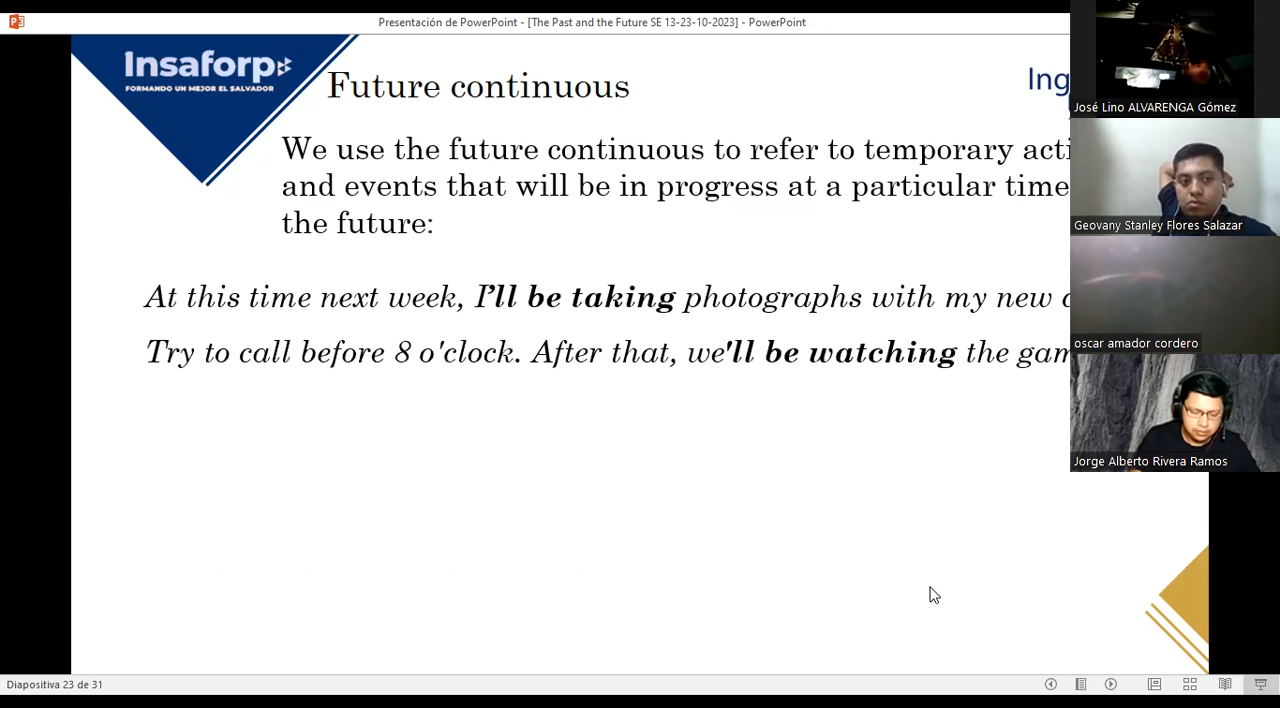 Presentación de PowerPoint - [The Past and the Future SE 13-23-10-2023] - PowerPoint
Insaforp
FORMANDO UN MEJOR EL SALVADOR
Future continuous
We use the future continuous to refer to temporary
and events that will be in progress at a particular time
the future:
At this time next week, I'll be taking photographs with my new
Try to call before 8 o'clock. After that, we'll be watching the
José Lino ALVARENGA Gómez
Geovany Stanley Flores Salazar
oscar amador cordero
Jorge Alberto Rivera Ramos
Diapositiva 23 de 31